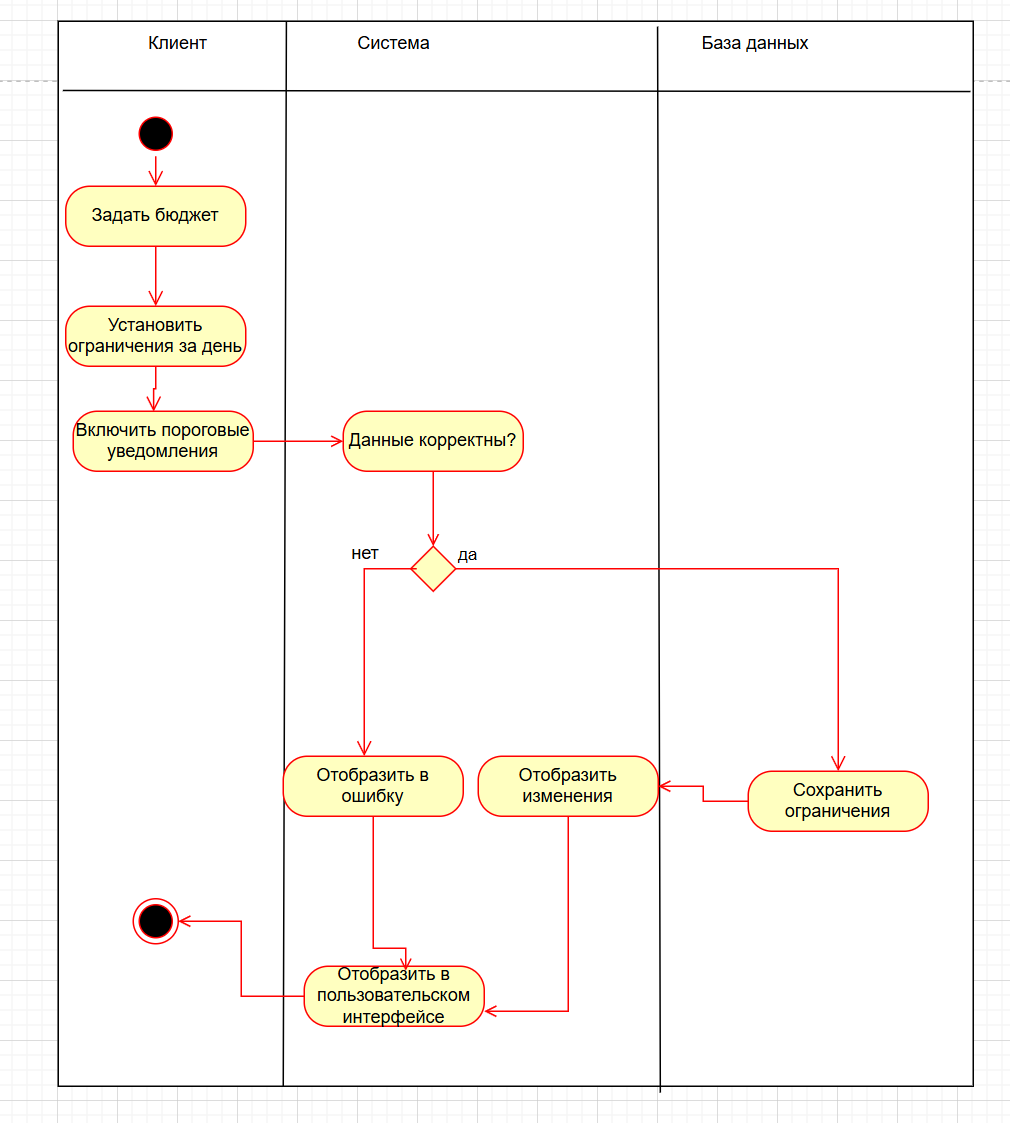 Клиент
Система
База данных
Задать бюджет
Установить
ограничения за день
Включить пороговые
уведомления
Данные корректны?
нет
да
Отобразить в
ошибку
Отобразить
изменения
Сохранить
ограничения
Отобразить в
пользовательском
интерфейсе